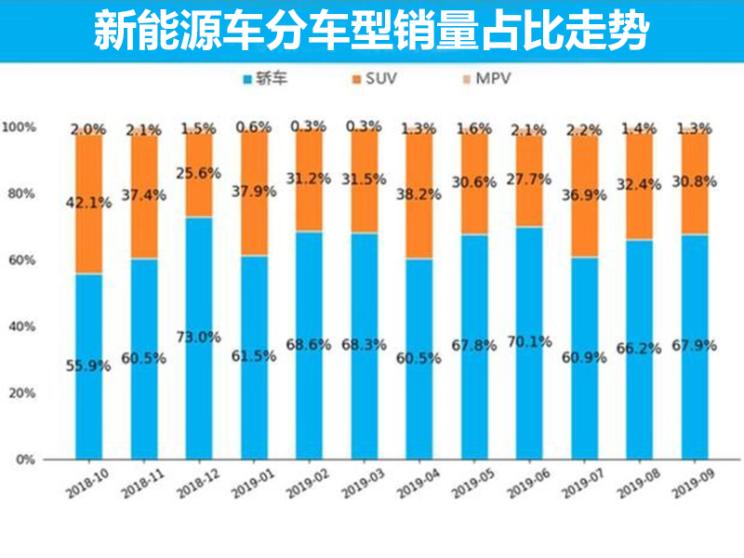 新能源车分车型销量占比走势
轿车 SUV MPV
100% 2.0% 2.1% 1.5% 0.6% 0.3% 0.3% 1.3% 1.6% 2.1% 2.2% 1.4% 1.3%
80% 42.1% 37.4% 25.6% 37.9% 31.2% 31.5% 38.2% 30.6% 27.7% 36.9% 32.4% 30.8%
60%
40% 55.9% 60.5% 73.0% 61.5% 68.6% 68.3% 60.5% 67.8% 70.1% 60.9% 66.2% 67.9%
20%
0%
2018-10 2018-11 2018-12 2019-01 2019-02 2019-03 2019-04 2019-05 2019-06 2019-07 2019-08 2019-09